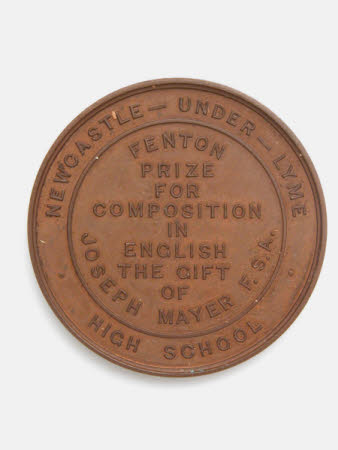 NEWCASTLE — UNDER — LYME
HIGH SCHOOL
FENTON
PRIZE
FOR
COMPOSITION
IN
ENGLISH
THE GIFT
OF
JOSEPH MAYER F.S.A.